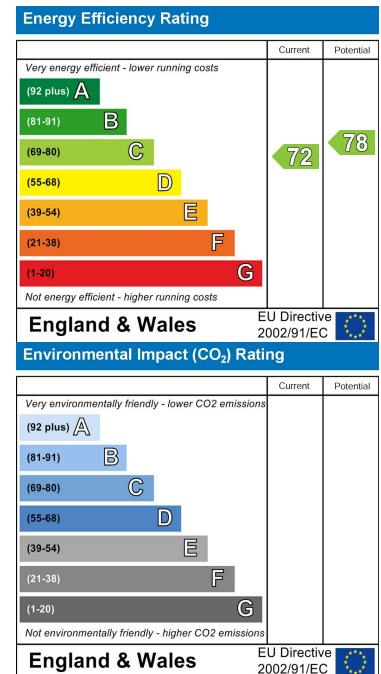 Energy Efficiency Rating
Current Potential
Very energy efficient - lower running costs
(92 plus) A
(81-91) B
(69-80) C
(55-68) D
(39-54) E
(21-38) F
(1-20) G
72
78
Not energy efficient - higher running costs
England & Wales
EU Directive
2002/91/EC
Environmental Impact (CO₂) Rating
Current Potential
Very environmentally friendly - lower CO2 emissions
(92 plus) A
(81-91) B
(69-80) C
(55-68) D
(39-54) E
(21-38) F
(1-20) G
Not environmentally friendly - higher CO2 emissions
England & Wales
EU Directive
2002/91/EC